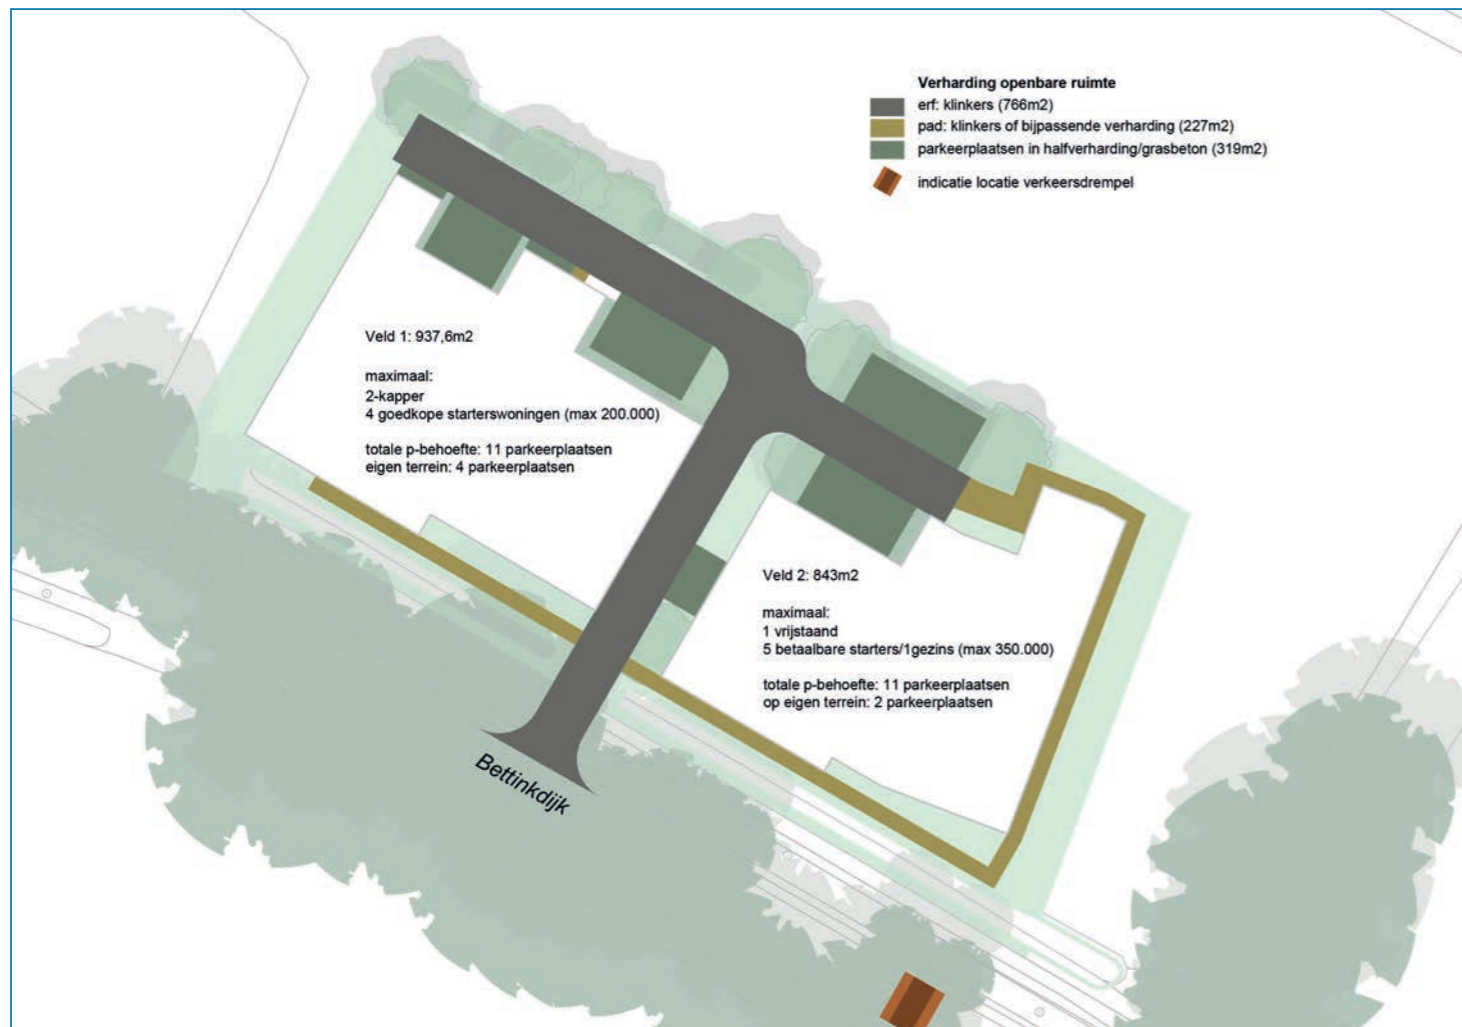 Verharding openbare ruimte
erf: klinkers (766m2)
pad: klinkers of bijpassende verharding (227m2)
parkeerplaatsen in halfverharding/grasbeton (319m2)
indicatie locatie verkeersdrempel
Veld 1: 937,6m2
maximaal:
2-kapper
4 goedkope starterswoningen (max 200.000)
totale p-behoefte: 11 parkeerplaatsen
eigen terrein: 4 parkeerplaatsen
Veld 2: 843m2
maximaal:
1 vrijstaand
5 betaalbare starters/1gezins (max 350.000)
totale p-behoefte: 11 parkeerplaatsen
op eigen terrein: 2 parkeerplaatsen
Bettinkdijk